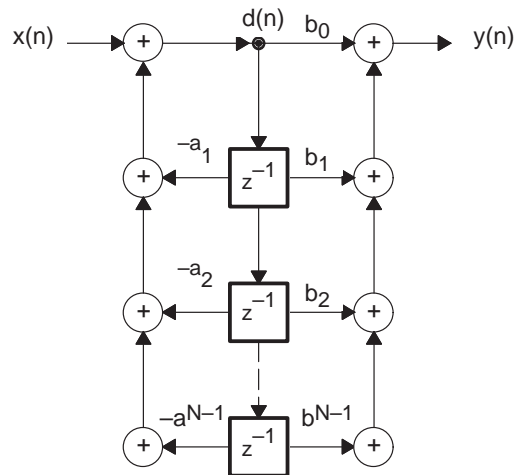 x(n) + d(n) b₀ + y(n)
+ –a₁ z⁻¹ b₁ +
+ –a₂ z⁻¹ b₂ +
+ –aᴺ⁻¹ z⁻¹ bᴺ⁻¹ +